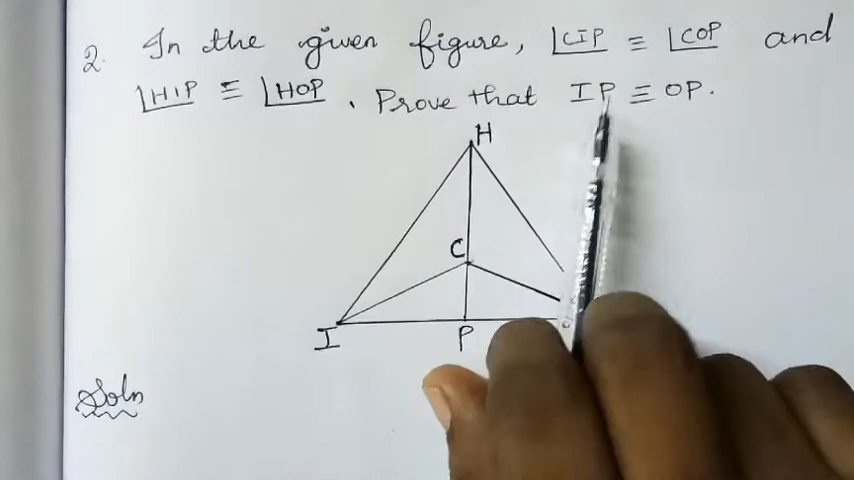 2. In the given figure, ∠CIP ≡ ∠COP and
∠HIP ≡ ∠HOP. Prove that IP ≡ OP.
H
C
I
P
Soln